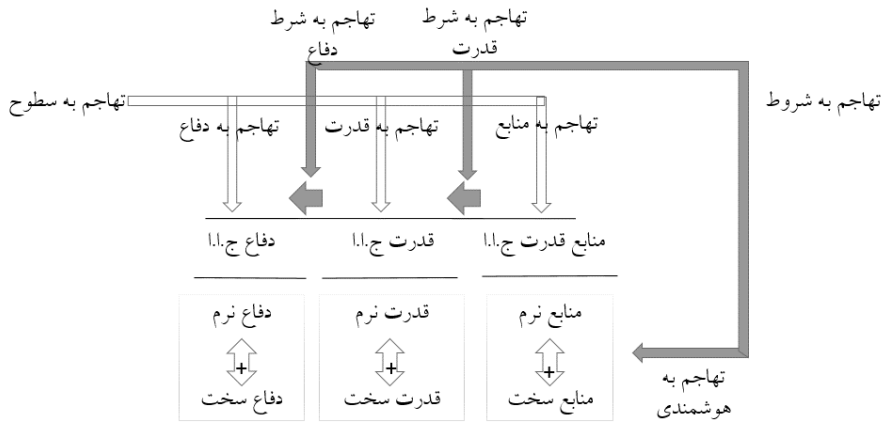 تهاجم به شرط
قدرت
تهاجم به شرط
دفاع
تهاجم به شروط
تهاجم به سطوح
تهاجم به منابع
تهاجم به قدرت
تهاجم به دفاع
منابع قدرت ج.ا.ا
قدرت ج.ا.ا
دفاع ج.ا.ا
منابع نرم
قدرت نرم
دفاع نرم
+
+
+
منابع سخت
قدرت سخت
دفاع سخت
تهاجم به
هوشمندی